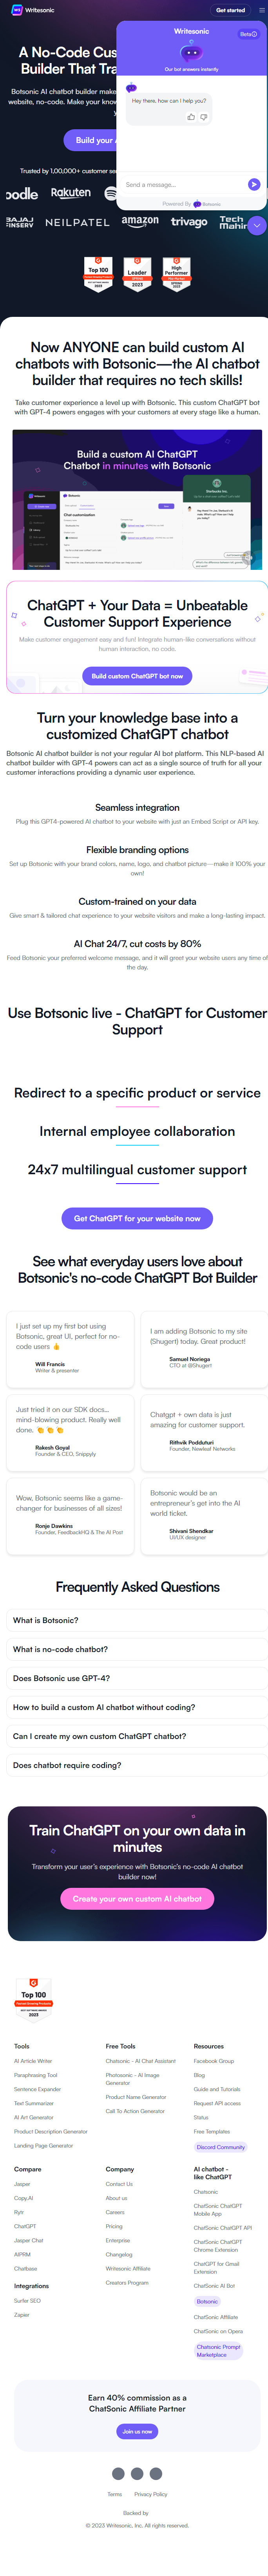 Writesonic
Get started
A No-Code Cus
Builder That Tra
Writesonic
Beta
Our bot answers instantly
Hey there, how can I help you?
Send a message...
Powered By Botsonic
Botsonic AI chatbot builder mak
website, no-code. Make your know
Build your A
Trusted by 1,00,000+ customer se
oodle
Rakuten
BAJAJ
FINSERV
NEILPATEL
amazon
trivago
Tech
Mahin
Top 100
SPRING
2023
Leader
SPRING
2023
High
Performer
SPRING
2023
Now ANYONE can build custom AI
chatbots with Botsonic—the AI chatbot
builder that requires no tech skills!
Take customer experience a level up with Botsonic. This custom ChatGPT bot
with GPT-4 powers engages with your customers at every stage like a human.
Build a custom AI ChatGPT
Chatbot in minutes with Botsonic
Chat customization
ChatGPT + Your Data = Unbeatable
Customer Support Experience
Make customer engagement easy and fun! Integrate human-like conversations without
human interaction, no code.
Build custom ChatGPT bot now
Turn your knowledge base into a
customized ChatGPT chatbot
Botsonic AI chatbot builder is not your regular AI bot platform. This NLP-based AI
chatbot builder with GPT-4 powers can act as a single source of truth for all your
customer interactions providing a dynamic user experience.
Seamless integration
Plug this GPT4-powered AI chatbot to your website with just an Embed Script or API key.
Flexible branding options
Set up Botsonic with your brand colors, name, logo, and chatbot picture—make it 100% your
own!
Custom-trained on your data
Give smart & tailored chat experience to your website visitors and make a long-lasting impact.
AI Chat 24/7, cut costs by 80%
Feed Botsonic your preferred welcome message, and it will greet your website users any time of
the day.
Use Botsonic live - ChatGPT for Customer
Support
Redirect to a specific product or service
Internal employee collaboration
24x7 multilingual customer support
Get ChatGPT for your website now
See what everyday users love about
Botsonic's no-code ChatGPT Bot Builder
I just set up my first bot using
Botsonic, great UI, perfect for no-
code users 👍
Will Francis
Writer & presenter
I am adding Botsonic to my site
(Shugert) today. Great product!
Samuel Noriega
CTO at @Shugert
Just tried it on our SDK docs...
mind-blowing product. Really well
done. 👏 👏 👏
Rakesh Goyal
Founder & CEO, Snippyly
Chatgpt + own data is just
amazing for customer support.
Rithvik Podduturi
Founder, Newkeat Networks
Wow, Botsonic seems like a game-
changer for businesses of all sizes!
Ronje Dawkins
Founder, FeedbackHQ & The AI Post
Botsonic would be an
entrepreneur's get into the AI
world ticket.
Shivani Shendkar
UI/UX designer
Frequently Asked Questions
What is Botsonic?
What is no-code chatbot?
Does Botsonic use GPT-4?
How to build a custom AI chatbot without coding?
Can I create my own custom ChatGPT chatbot?
Does chatbot require coding?
Train ChatGPT on your own data in
minutes
Transform your user's experience with Botsonic's no-code AI chatbot
builder now!
Create your own custom AI chatbot
Top 100
Tools
AI Article Writer
Paraphrasing Tool
Sentence Expander
Text Summarizer
AI Art Generator
Product Description Generator
Landing Page Generator
Free Tools
Chatsonic - AI Chat Assistant
Photosonic - AI Image
Generator
Product Name Generator
Call To Action Generator
Resources
Facebook Group
Blog
Guide and Tutorials
Request API access
Status
Free Templates
Discord Community
Compare
Jasper
Copy.AI
Rytr
ChatGPT
Jasper Chat
AIPRM
Chatbase
Integrations
Surfer SEO
Zapier
Company
Contact Us
About us
Careers
Pricing
Enterprise
Changelog
Writesonic Affiliate
Creators Program
AI chatbot -
like ChatGPT
Chatsonic
ChatSonic ChatGPT
Mobile App
ChatSonic ChatGPT API
ChatSonic ChatGPT
Chrome Extension
ChatGPT for Gmail
Extension
ChatSonic AI Bot
Botsonic
ChatSonic Affiliate
ChatSonic on Opera
Chatsonic Prompt
Marketplace
Earn 40% commission as a
ChatSonic Affiliate Partner
Join us now
Terms
Privacy Policy
Backed by
© 2023 Writesonic, Inc. All rights reserved.